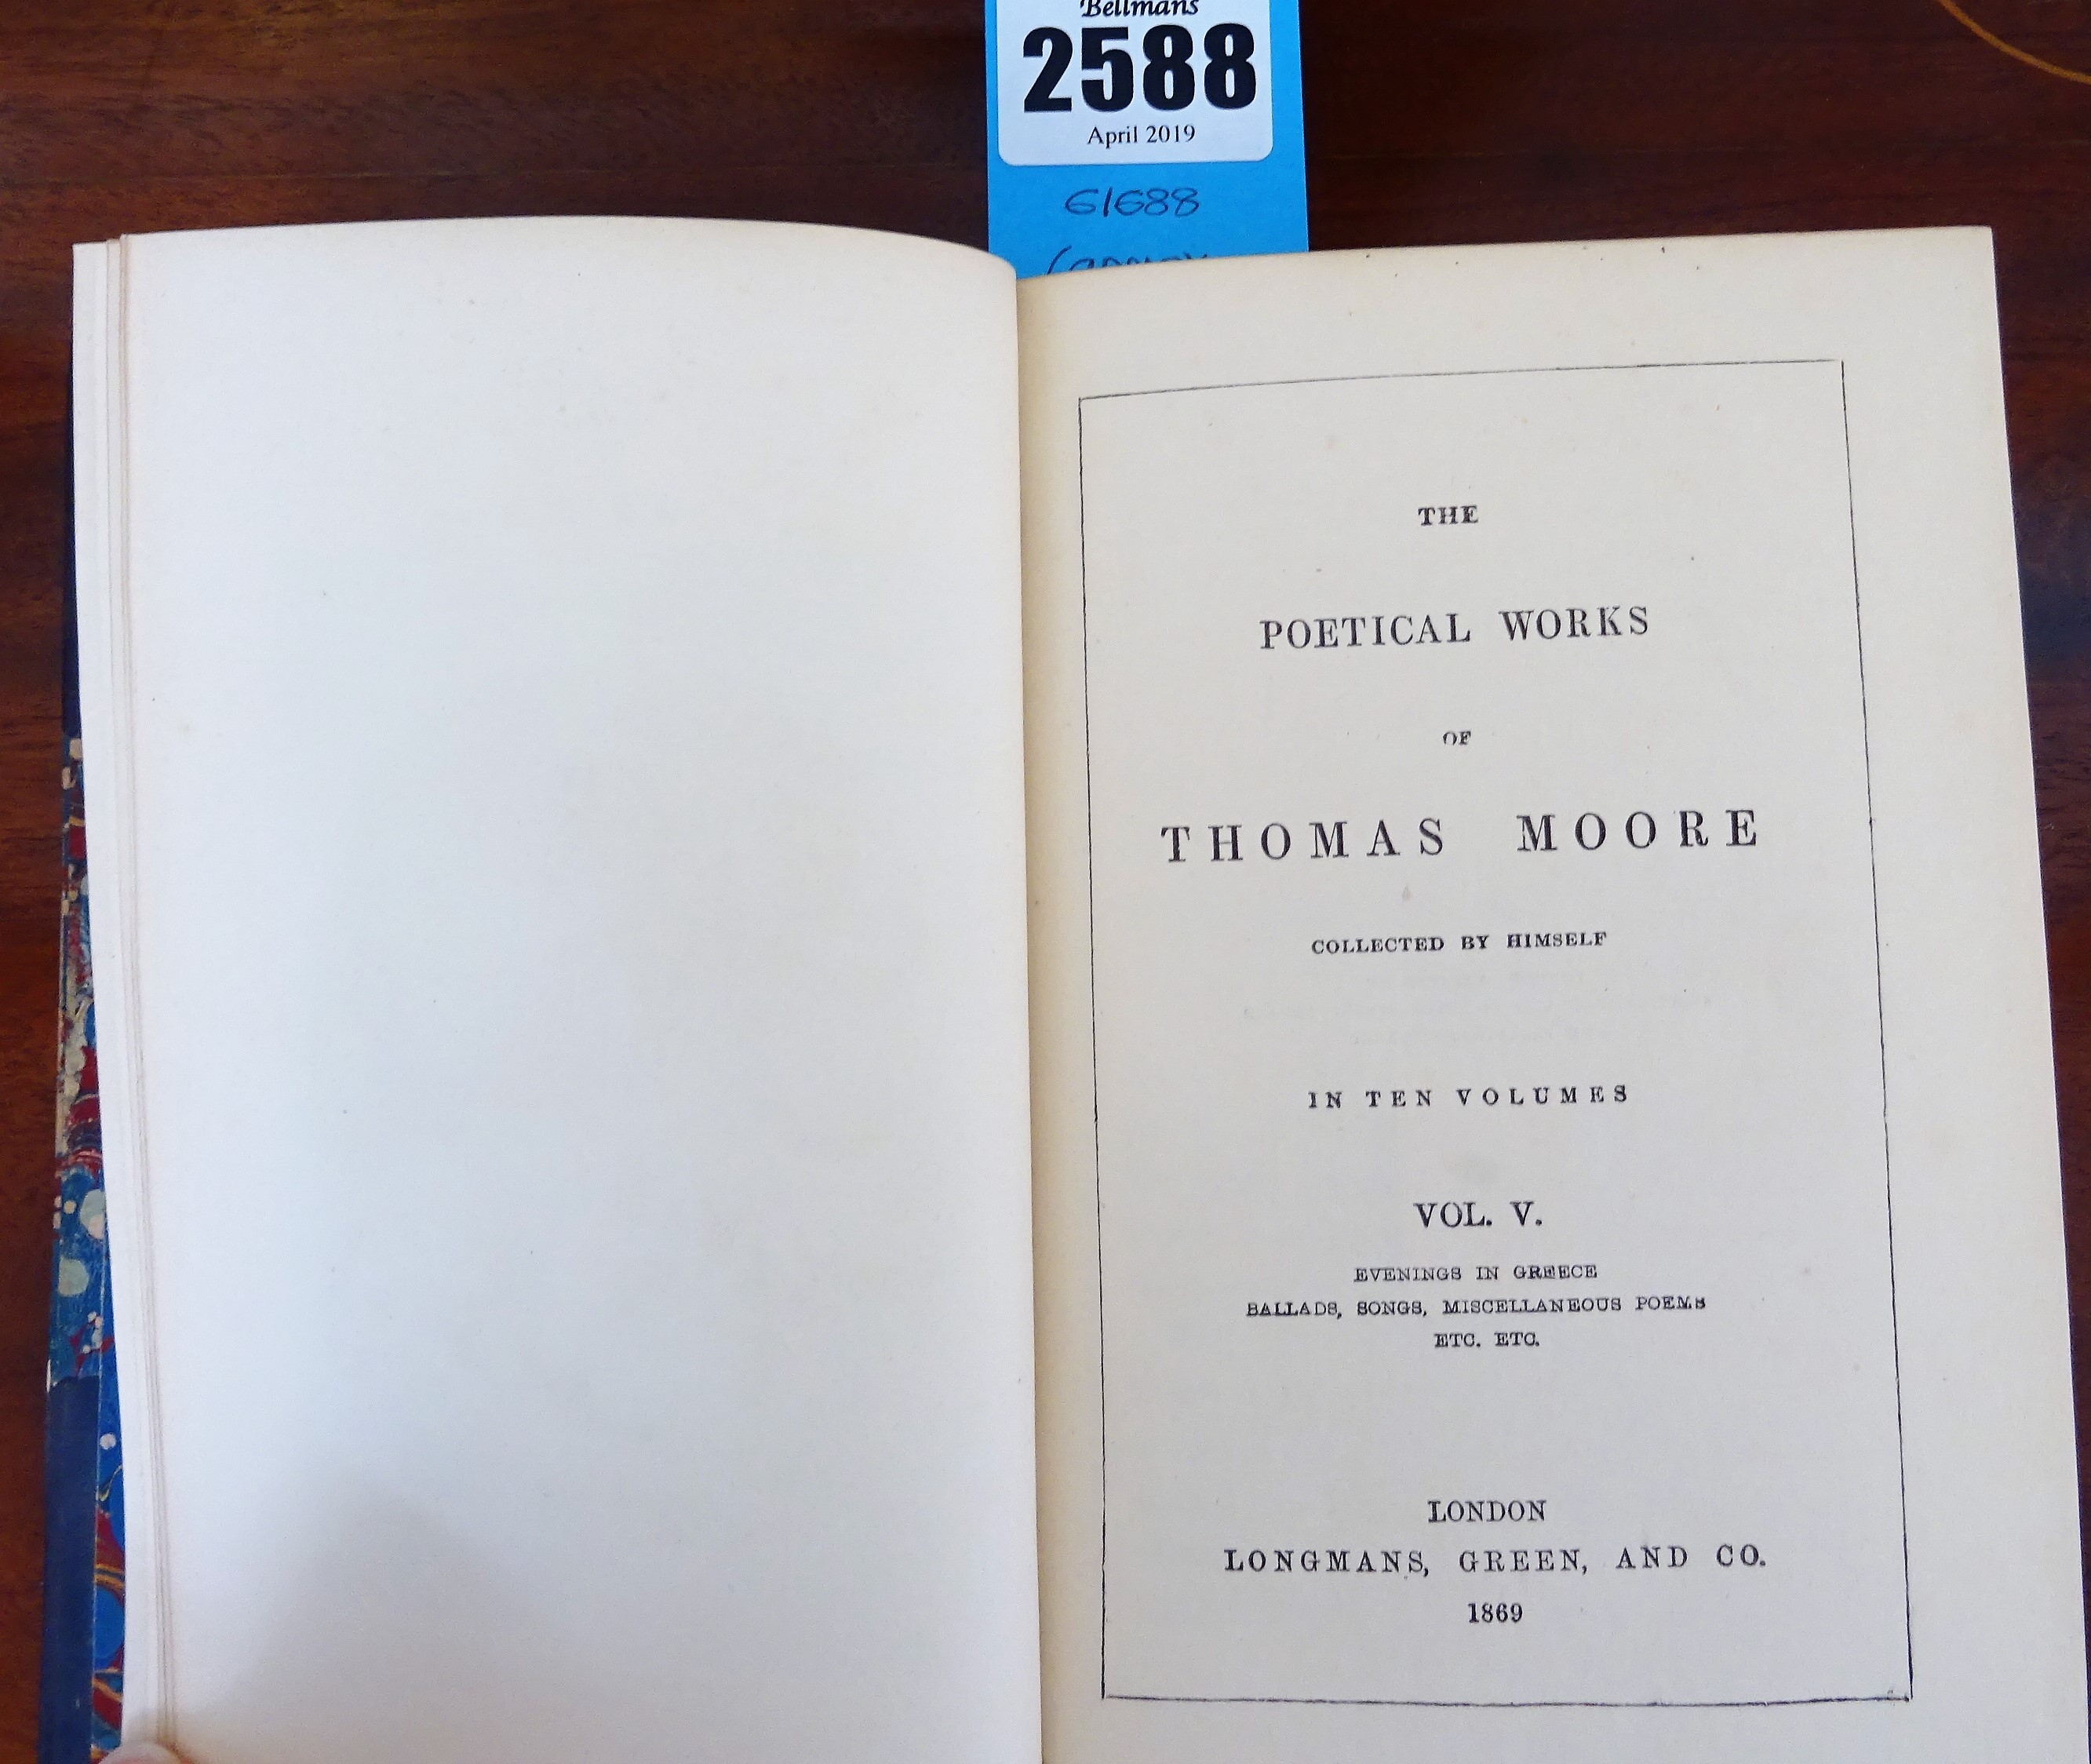 Bellmans
2588
April 2019
61688
THE
POETICAL WORKS
OF
THOMAS MOORE
COLLECTED BY HIMSELF
IN TEN VOLUMES
VOL. V.
EVENINGS IN GREECE
BALLADS, SONGS, MISCELLANEOUS POEMS
ETC. ETC.
LONDON
LONGMANS, GREEN, AND CO.
1869